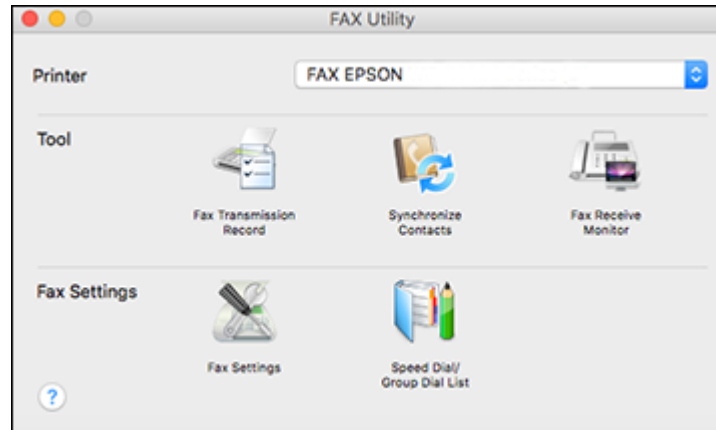 FAX Utility
Printer
FAX EPSON
Tool
Fax Transmission
Record
Synchronize
Contacts
Fax Receive
Monitor
Fax Settings
Fax Settings
Speed Dial/
Group Dial List
?